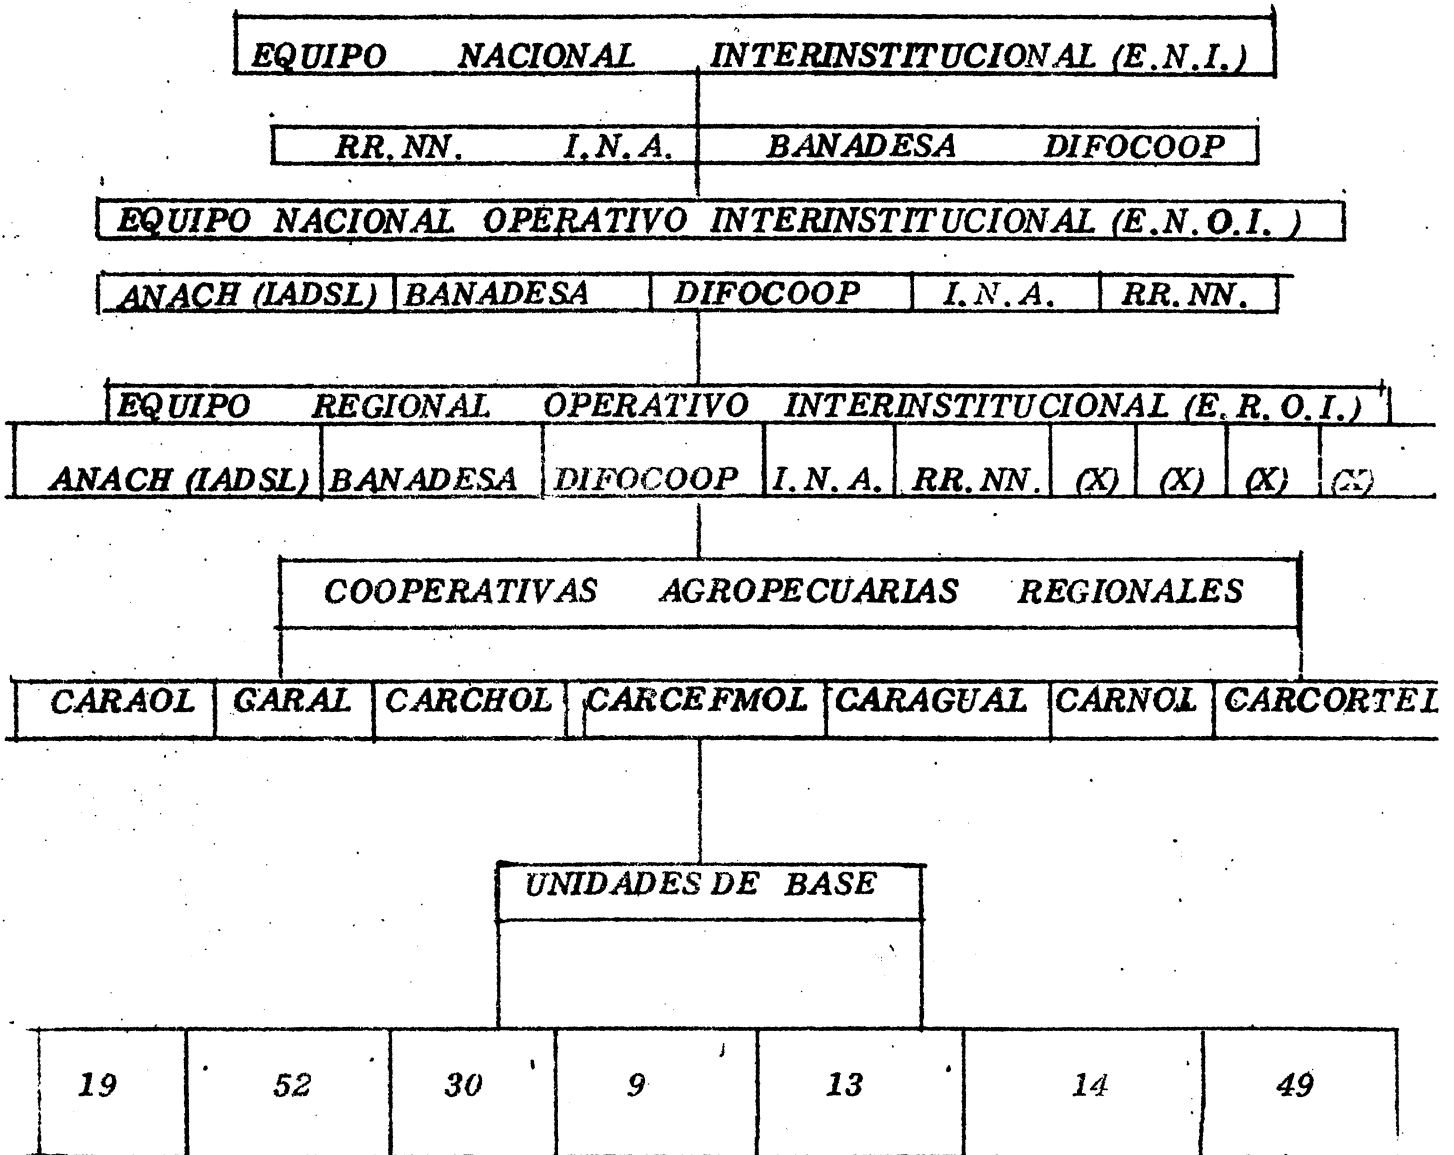 EQUIPO NACIONAL INTERINSTITUCIONAL (E.N.I.)
RR.NN. I.N.A. BANADESA DIFOCOOP
EQUIPO NACIONAL OPERATIVO INTERINSTITUCIONAL (E.N.O.I.)
ANACH (IADSL) BANADESA DIFOCOOP I.N.A. RR.NN.
EQUIPO REGIONAL OPERATIVO INTERINSTITUCIONAL (E.R.O.I.)
ANACH (IADSL) BANADESA DIFOCOOP I.N.A. RR.NN. (X) (X) (X) (X)
COOPERATIVAS AGROPECUARIAS REGIONALES
CARAOL GARAL CARCHOL CARCEFMOL CARAGUAL CARNOL CARCORTEL
UNIDADES DE BASE
19 52 30 9 13 14 49